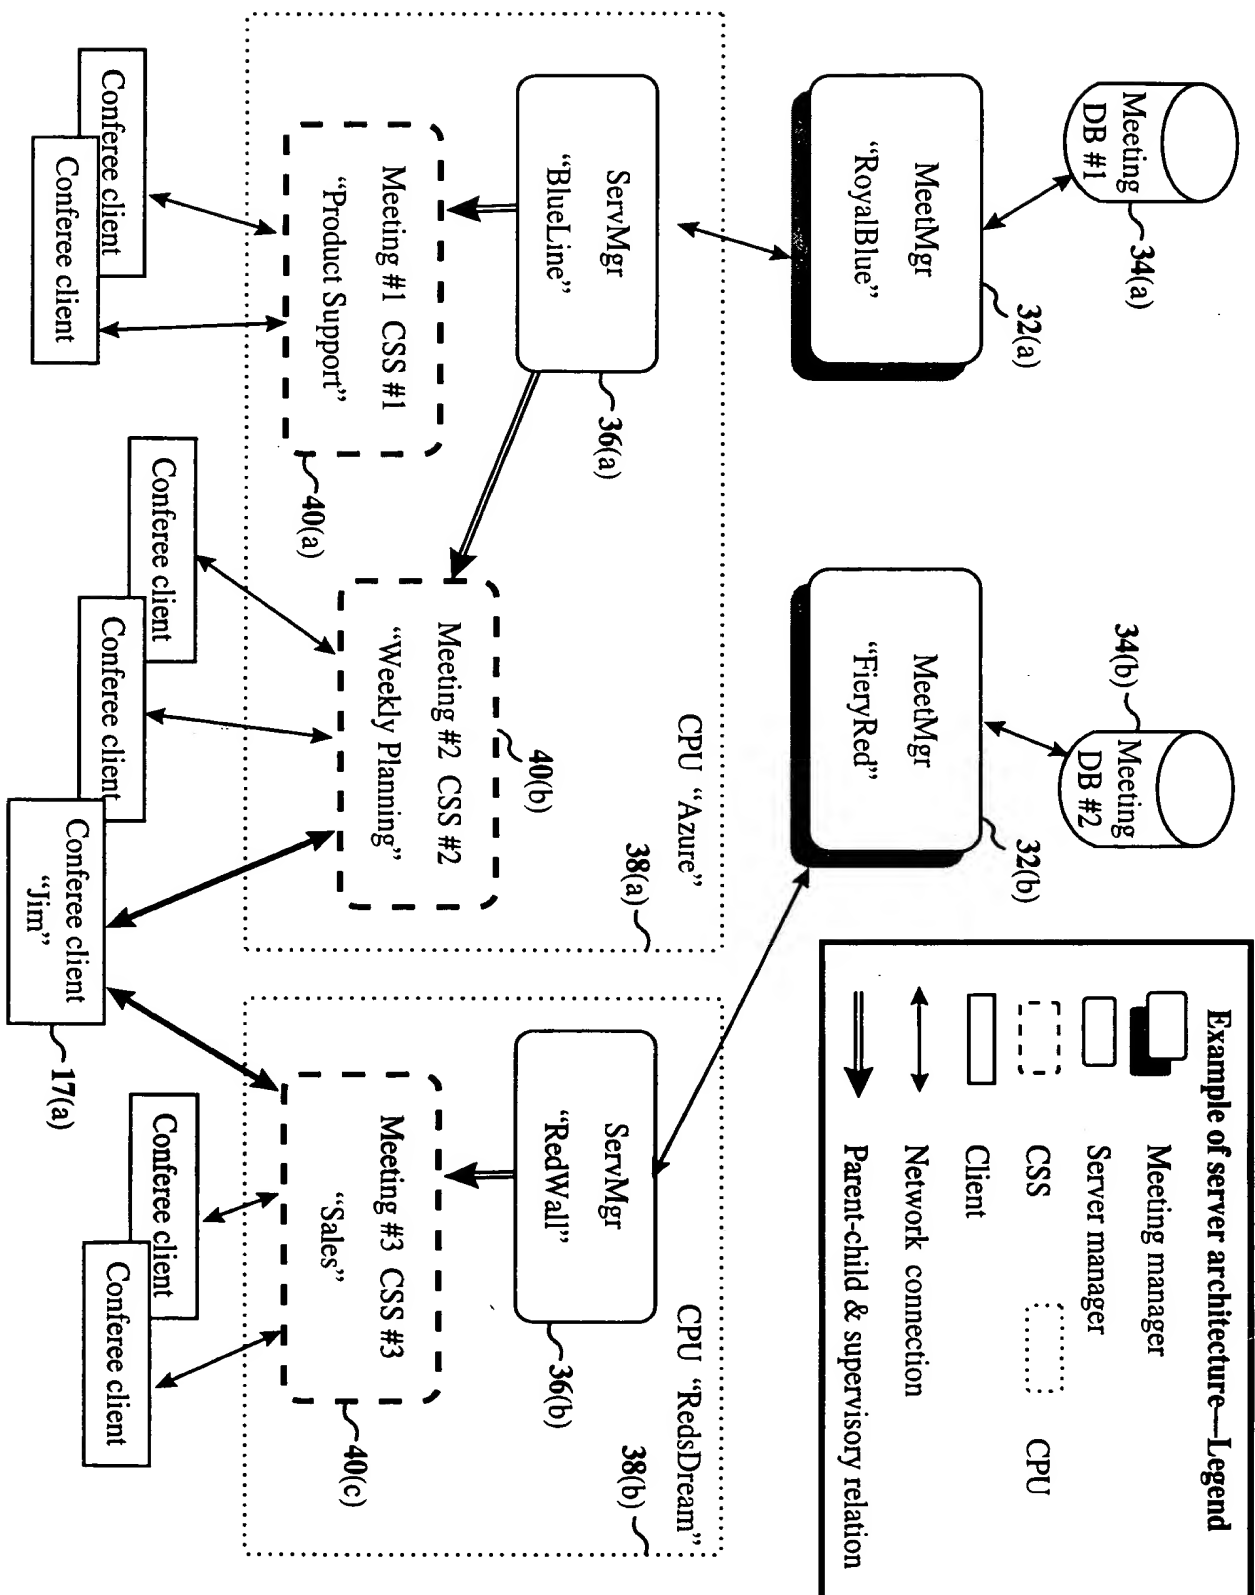 Meeting
DB #1
34(a)
MeetMgr
"RoyalBlue"
32(a)
34(b)
Meeting
DB #2
MeetMgr
"FieryRed"
32(b)
Example of server architecture—Legend
Meeting manager
Server manager
CSS
CPU
Client
Network connection
Parent-child & supervisory relation
CPU "Azure"
38(a)
ServMgr
"BlueLine"
36(a)
Meeting #1 CSS #1
"Product Support"
40(a)
Meeting #2 CSS #2
"Weekly Planning"
40(b)
CPU "RedsDream"
38(b)
ServMgr
"RedWall"
36(b)
Meeting #3 CSS #3
"Sales"
40(c)
Conferee client
Conferee client
Conferee client
Conferee client
Conferee client
"Jim"
17(a)
Conferee client
Conferee client